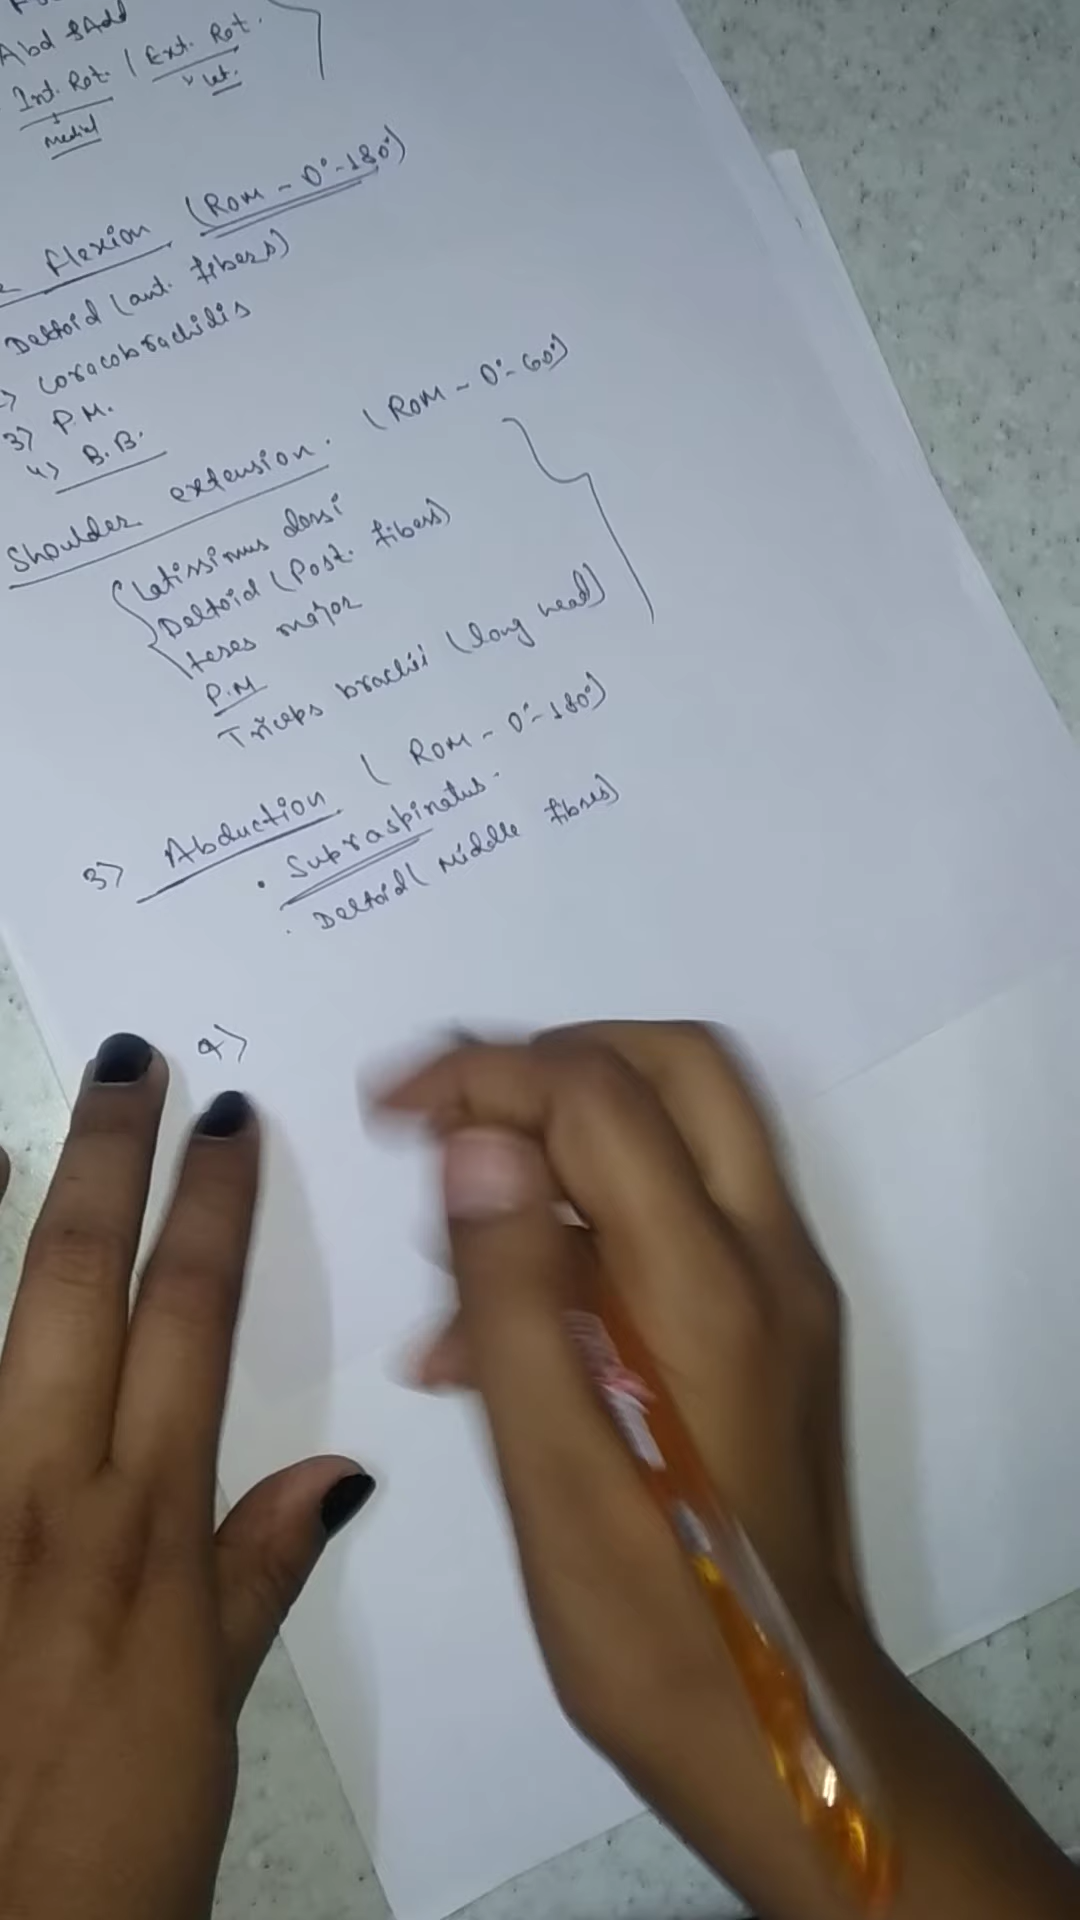 Abd & Add
Int. Rot. / Ext. Rot.
Medial
Lat.
Flexion (ROM - 0°-180°)
Deltoid (ant. fibers)
Coracobrachidis
3) P.M.
4) B.B.
Shoulder extension. (ROM - 0°-60°)
Latissimus dorsi
Deltoid (Post. fibers)
teres major
P.M
Triceps brachii (long head)
3) Abduction (ROM - 0°-180°)
• Supraspinatus.
• Deltoid (Middle fibres)
4)